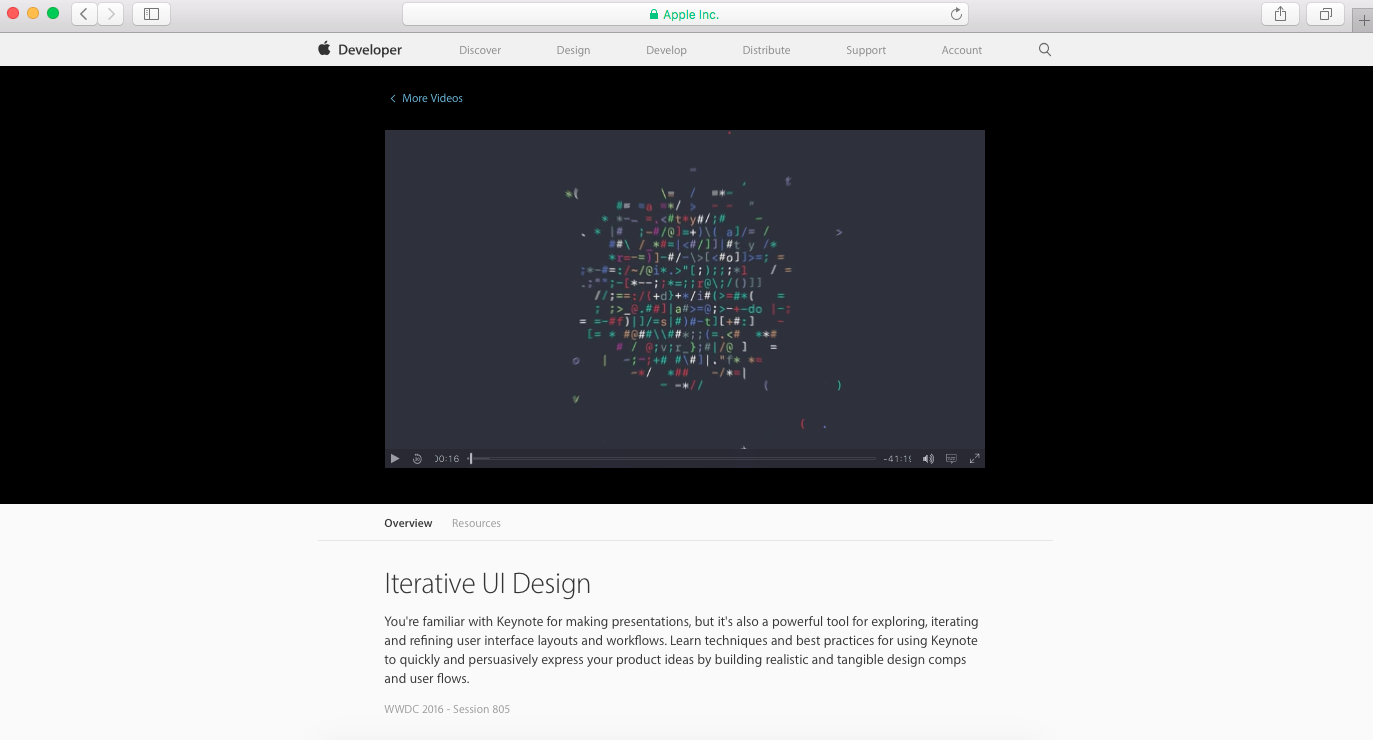 Apple Inc.
Developer Discover Design Develop Distribute Support Account
More Videos
00:16 -41:19
Overview Resources
Iterative UI Design
You're familiar with Keynote for making presentations, but it's also a powerful tool for exploring, iterating
and refining user interface layouts and workflows. Learn techniques and best practices for using Keynote
to quickly and persuasively express your product ideas by building realistic and tangible design comps
and user flows.
WWDC 2016 - Session 805